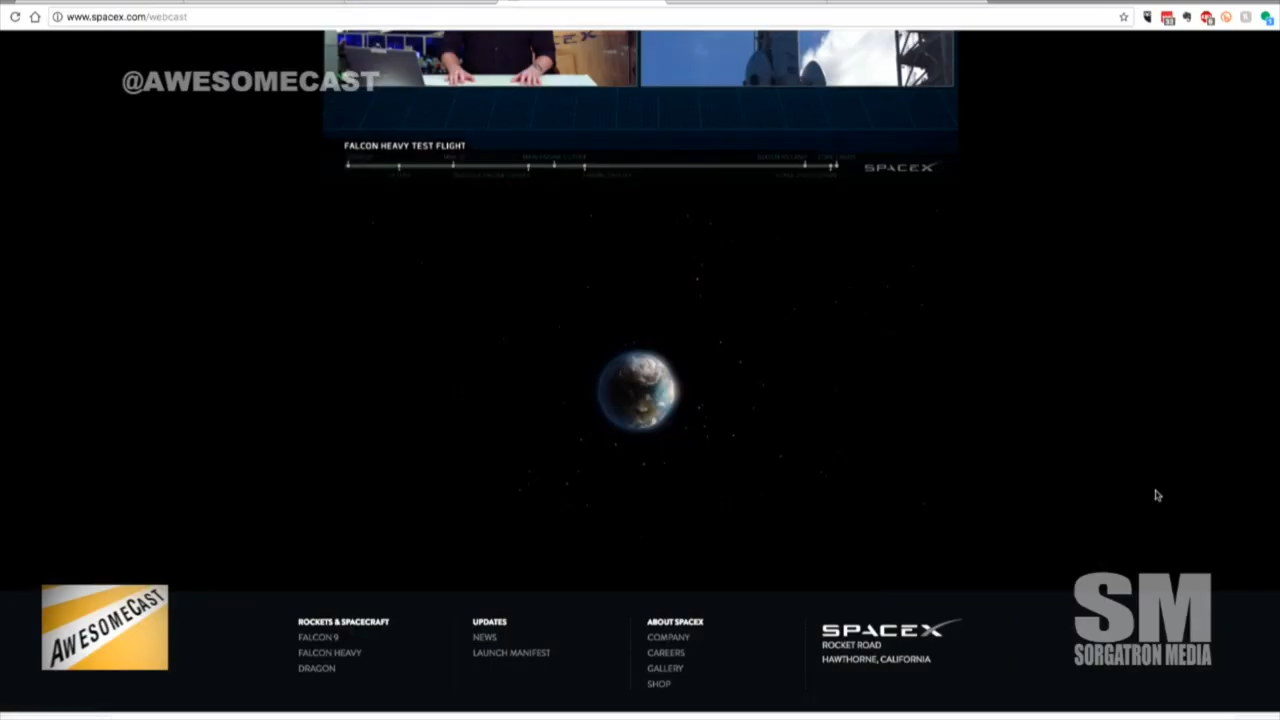 www.spacex.com/webcast
@AWESOMECAST
FALCON HEAVY TEST FLIGHT
SPACEX
AWESOMECAST
ROCKETS & SPACECRAFT
FALCON 9
FALCON HEAVY
DRAGON
UPDATES
NEWS
LAUNCH MANIFEST
ABOUT SPACEX
COMPANY
CAREERS
GALLERY
SHOP
SPACEX
ROCKET ROAD
HAWTHORNE, CALIFORNIA
SM
SORGATRON MEDIA